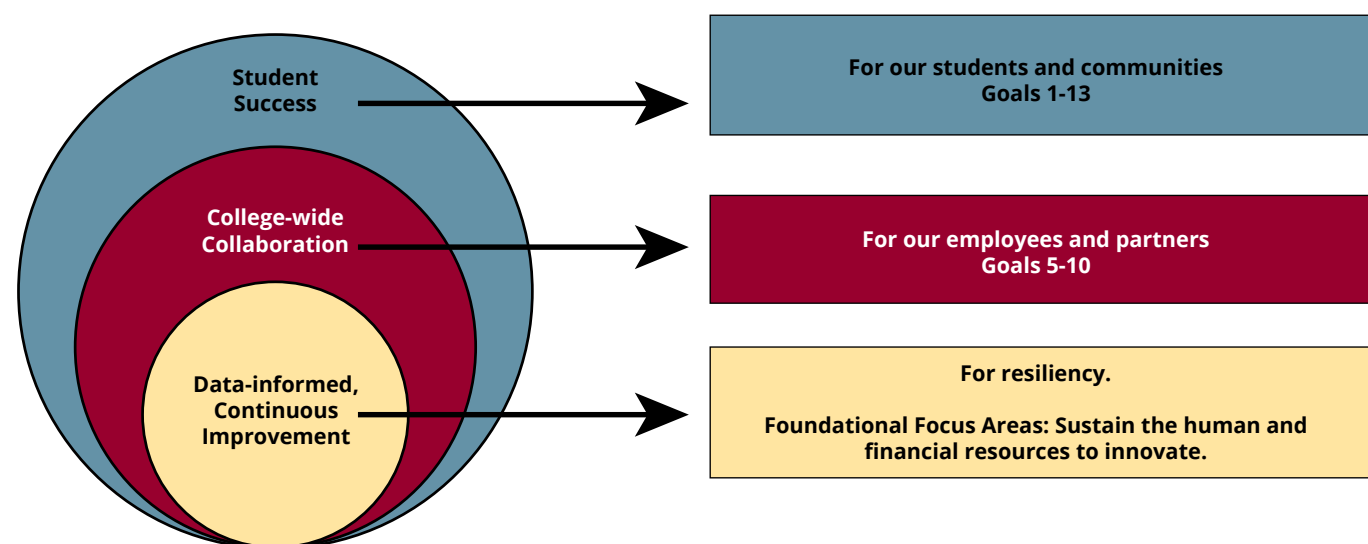 Student
Success
For our students and communities
Goals 1-13
College-wide
Collaboration
For our employees and partners
Goals 5-10
Data-informed,
Continuous
Improvement
For resiliency.
Foundational Focus Areas: Sustain the human and
financial resources to innovate.